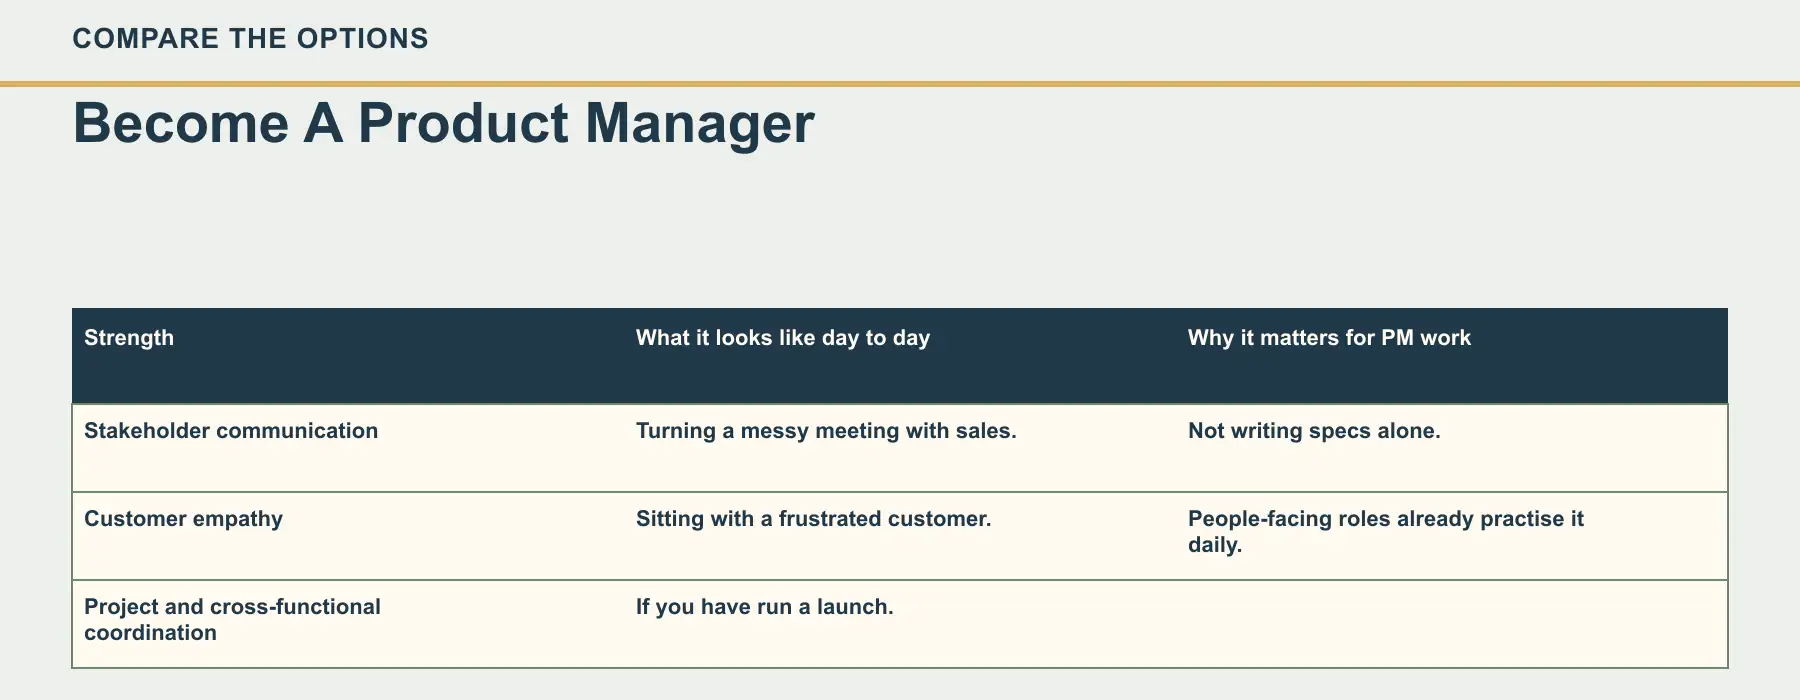 COMPARE THE OPTIONS
Become A Product Manager
Strength
What it looks like day to day
Why it matters for PM work
Stakeholder communication
Turning a messy meeting with sales.
Not writing specs alone.
Customer empathy
Sitting with a frustrated customer.
People-facing roles already practise it
daily.
Project and cross-functional
coordination
If you have run a launch.